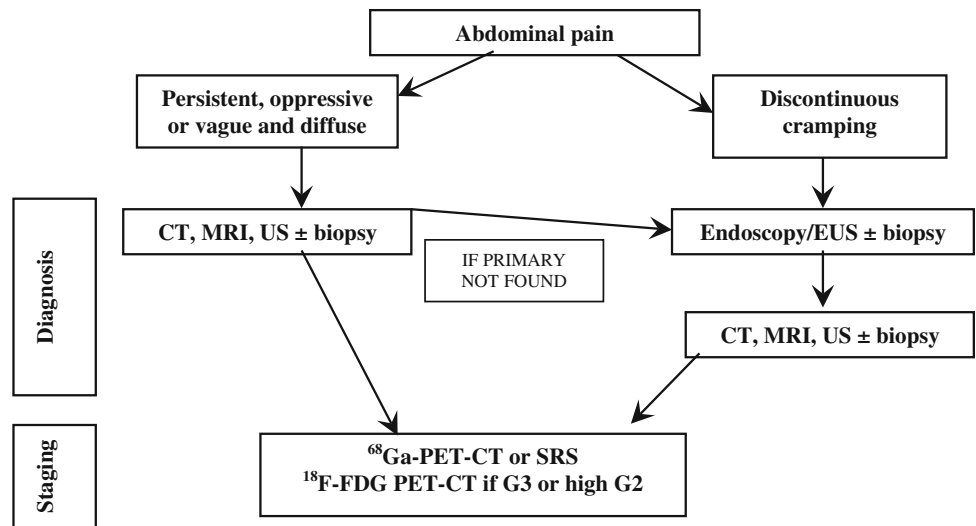 Abdominal pain
Persistent, oppressive
or vague and diffuse
Discontinuous
cramping
Diagnosis
CT, MRI, US ± biopsy
IF PRIMARY
NOT FOUND
Endoscopy/EUS ± biopsy
CT, MRI, US ± biopsy
Staging
⁶⁸Ga-PET-CT or SRS
¹⁸F-FDG PET-CT if G3 or high G2